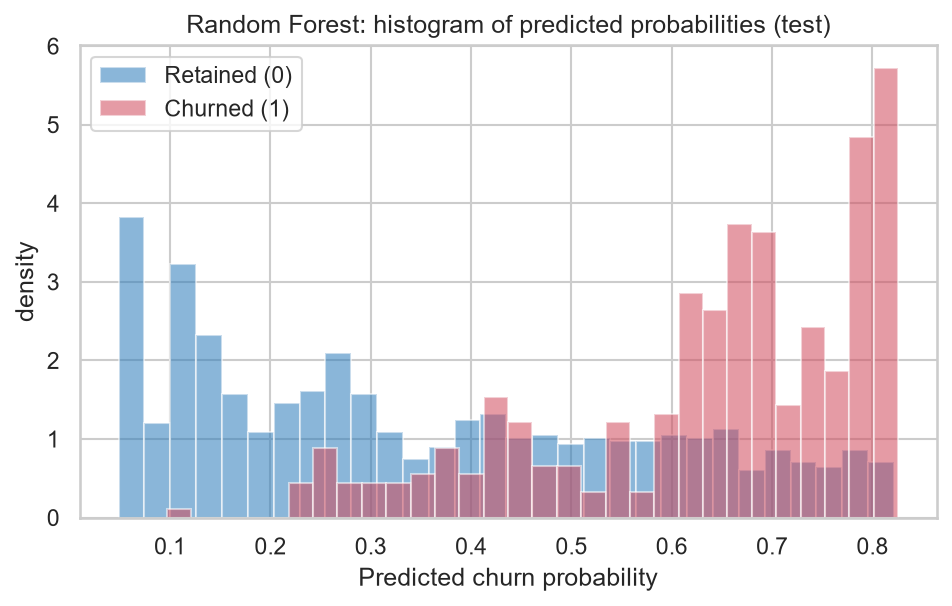 Random Forest: histogram of predicted probabilities (test)
Retained (0)
Churned (1)
density
6
5
4
3
2
1
0
0.1 0.2 0.3 0.4 0.5 0.6 0.7 0.8
Predicted churn probability